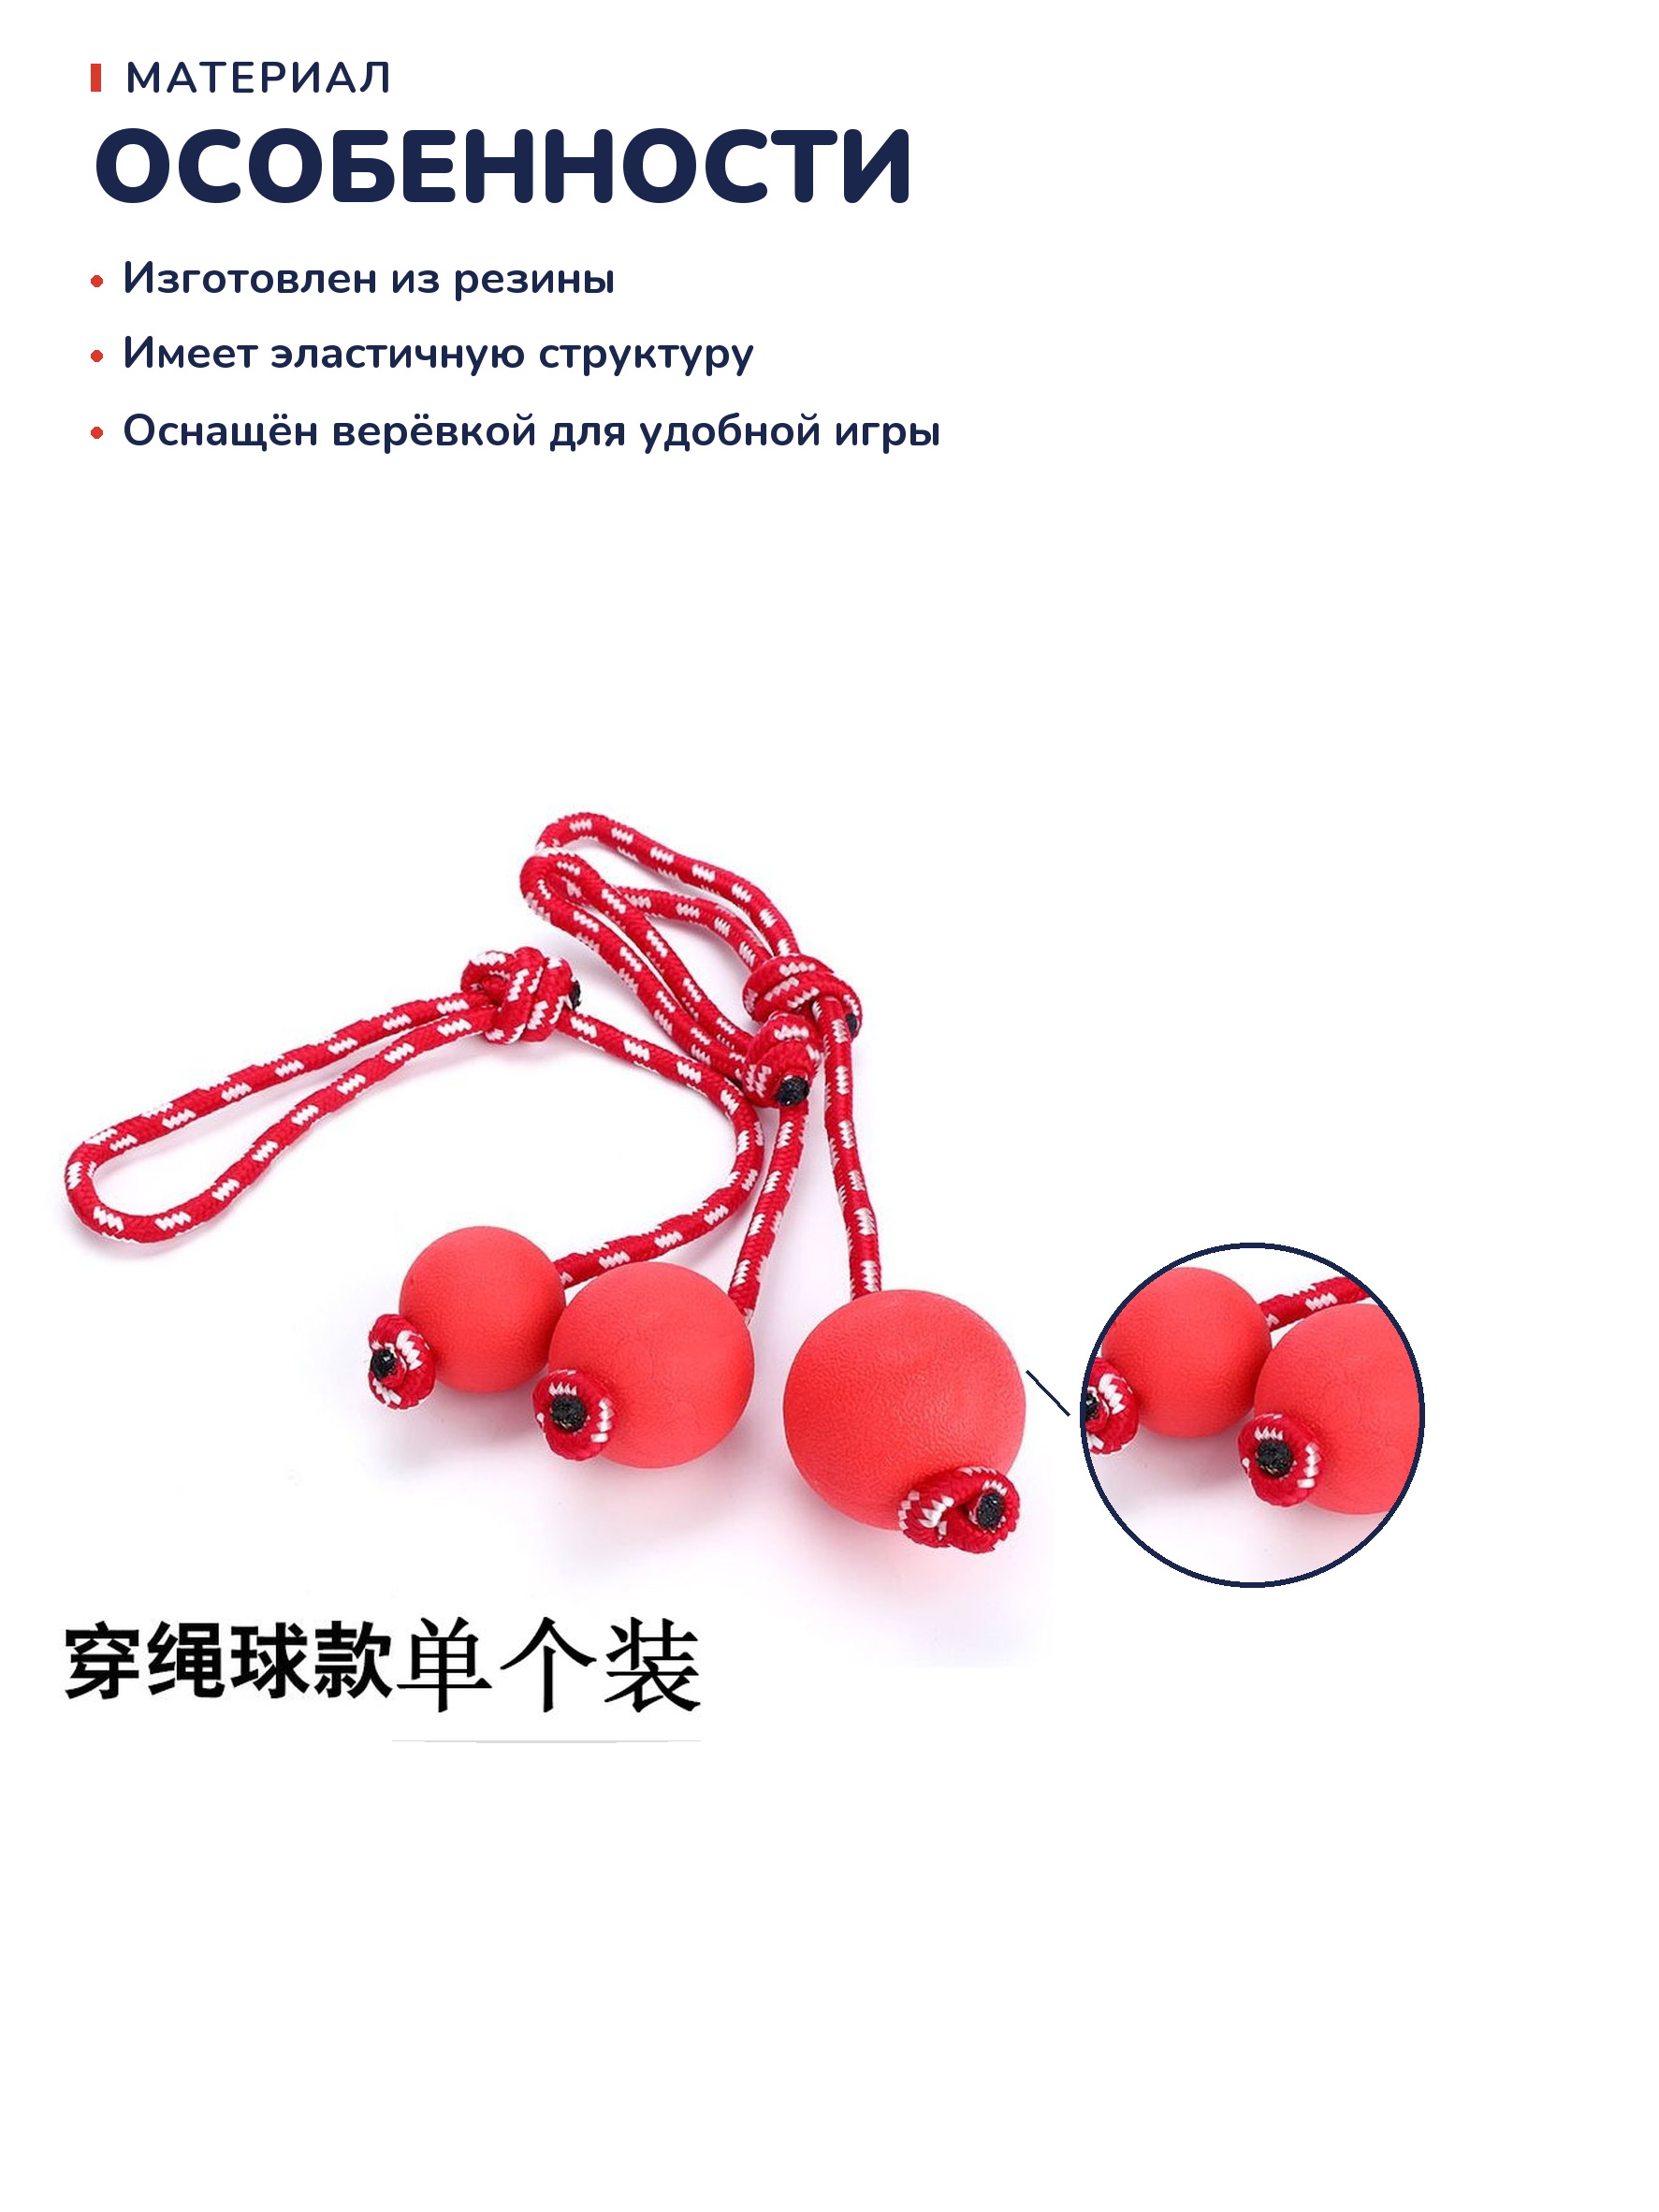 МАТЕРИАЛ
ОСОБЕННОСТИ
Изготовлен из резины
Имеет эластичную структуру
Оснащён верёвкой для удобной игры
穿绳球款单个装